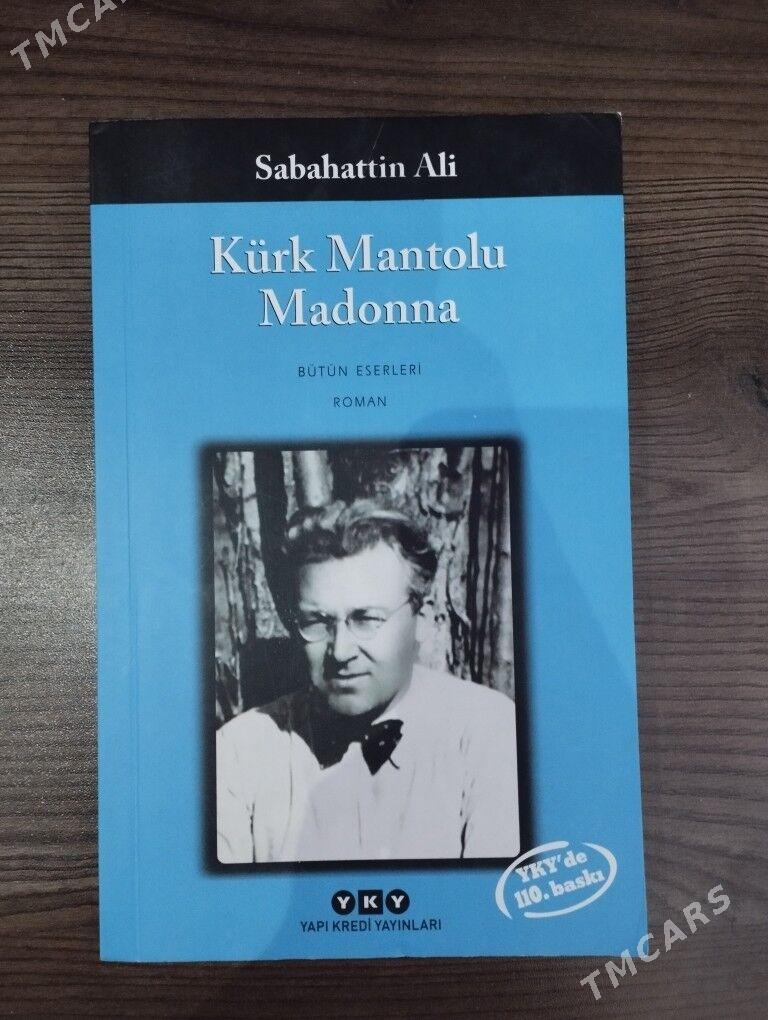 TMCARS
Sabahattin Ali
Kürk Mantolu
Madonna
BÜTÜN ESERLERİ
ROMAN
YKY'de
110. baskı
YKY
YAPI KREDİ YAYINLARI
TMCARS